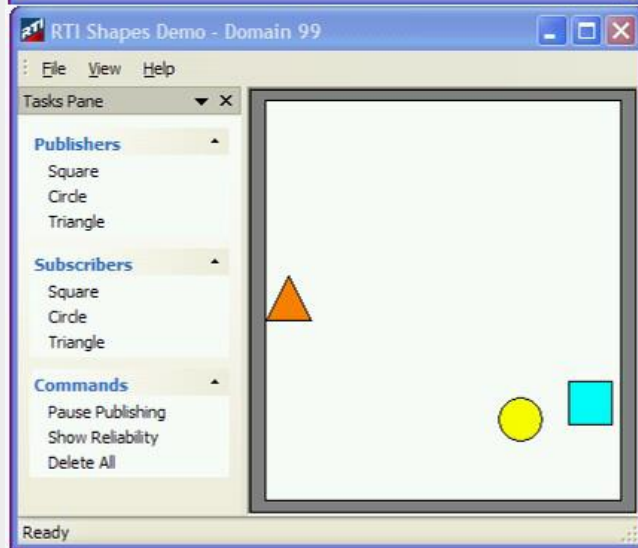 RTI RTI Shapes Demo - Domain 99
File View Help
Tasks Pane
Publishers
Square
Circle
Triangle
Subscribers
Square
Circle
Triangle
Commands
Pause Publishing
Show Reliability
Delete All
Ready